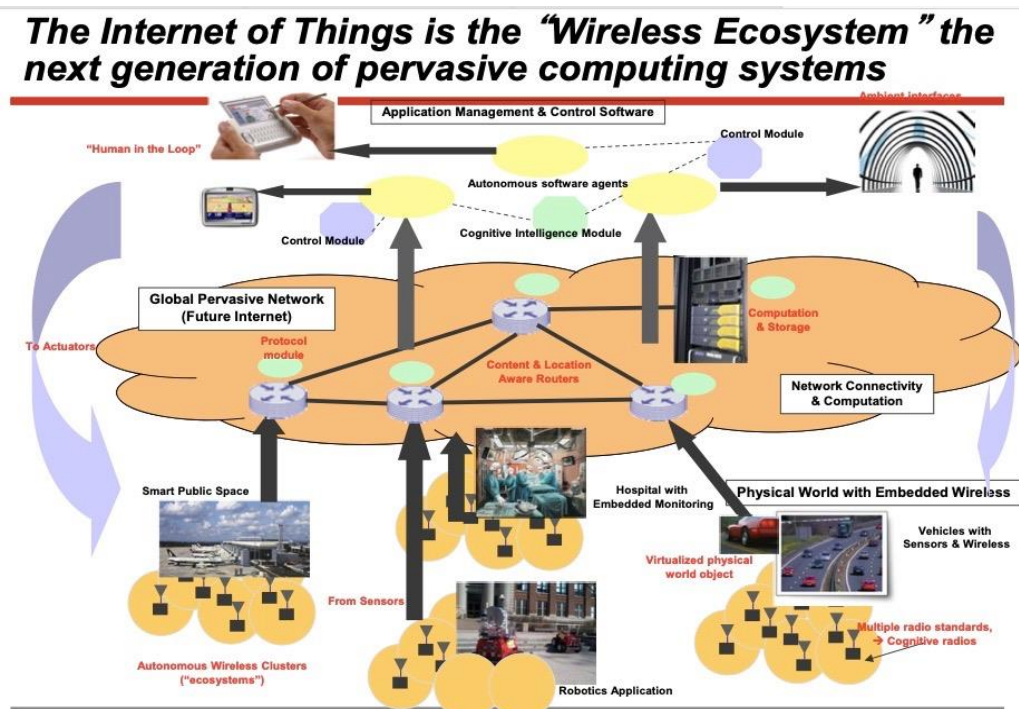 The Internet of Things is the “Wireless Ecosystem” the
next generation of pervasive computing systems
Ambient interfaces
Application Management & Control Software
“Human in the Loop”
Control Module
Autonomous software agents
Control Module
Cognitive Intelligence Module
Global Pervasive Network
(Future Internet)
To Actuators
Protocol
module
Computation
& Storage
Content & Location
Aware Routers
Network Connectivity
& Computation
Smart Public Space
Hospital with
Embedded Monitoring
Physical World with Embedded Wireless
Vehicles with
Sensors & Wireless
Virtualized physical
world object
From Sensors
Multiple radio standards,
→ Cognitive radios
Autonomous Wireless Clusters
(“ecosystems”)
Robotics Application